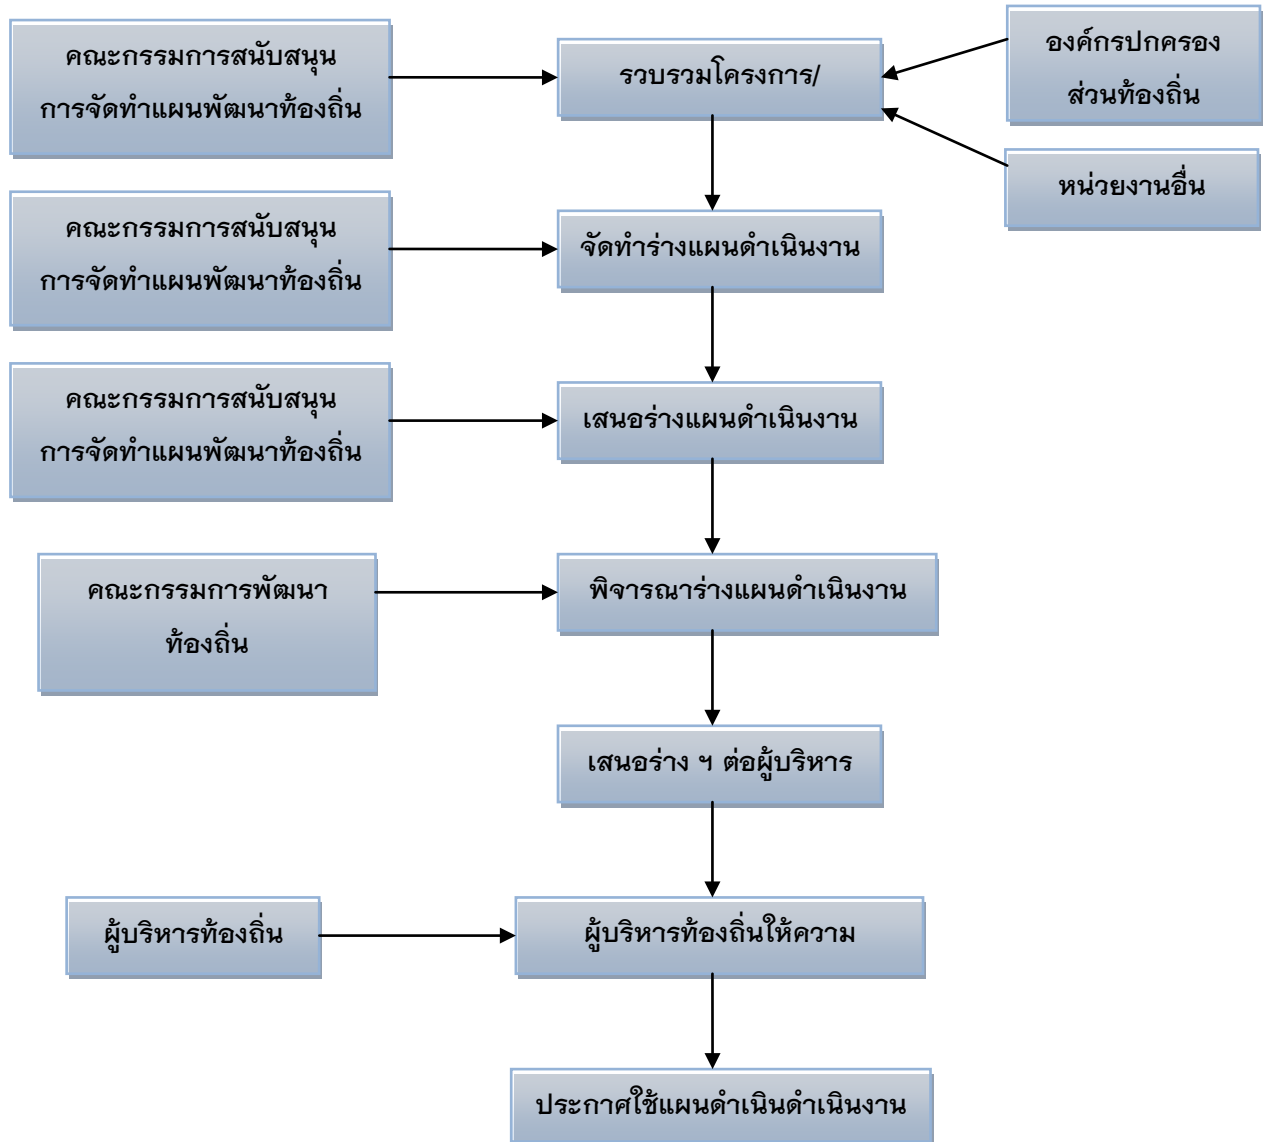 คณะกรรมการสนับสนุน
การจัดทำแผนพัฒนาท้องถิ่น
รวบรวมโครงการ/
องค์กรปกครอง
ส่วนท้องถิ่น
หน่วยงานอื่น
คณะกรรมการสนับสนุน
การจัดทำแผนพัฒนาท้องถิ่น
จัดทำร่างแผนดำเนินงาน
คณะกรรมการสนับสนุน
การจัดทำแผนพัฒนาท้องถิ่น
เสนอร่างแผนดำเนินงาน
คณะกรรมการพัฒนา
ท้องถิ่น
พิจารณาร่างแผนดำเนินงาน
เสนอร่าง ฯ ต่อผู้บริหาร
ผู้บริหารท้องถิ่น
ผู้บริหารท้องถิ่นให้ความ
ประกาศใช้แผนดำเนินดำเนินงาน